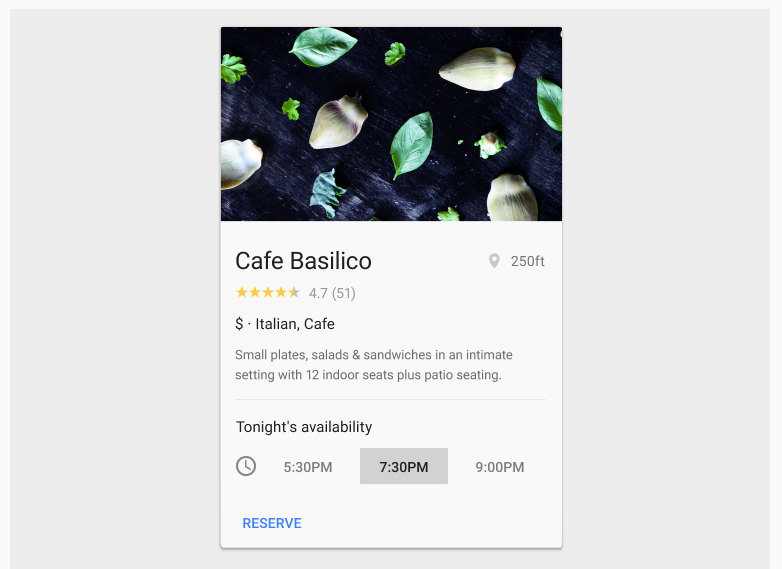 Cafe Basilico 250ft
4.7 (51)
$ · Italian, Cafe
Small plates, salads & sandwiches in an intimate
setting with 12 indoor seats plus patio seating.
Tonight's availability
5:30PM 7:30PM 9:00PM
RESERVE